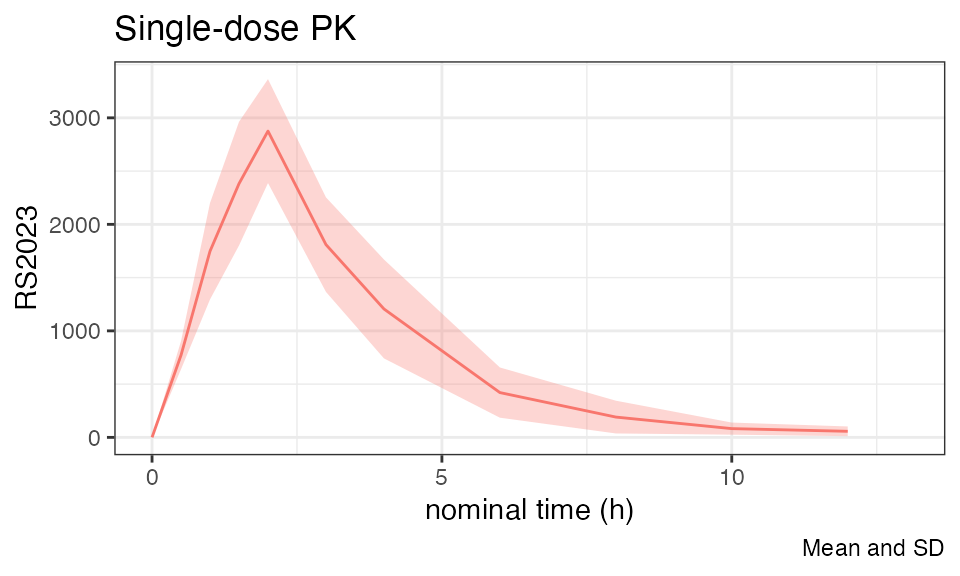 Single-dose PK
RS2023
3000
2000
1000
0
0 5 10
nominal time (h)
Mean and SD